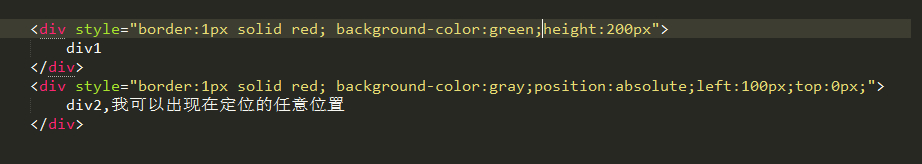 <div style="border:1px solid red; background-color:green;height:200px">
div1
</div>
<div style="border:1px solid red; background-color:gray;position:absolute;left:100px;top:0px;">
div2,我可以出现在定位的任意位置
</div>